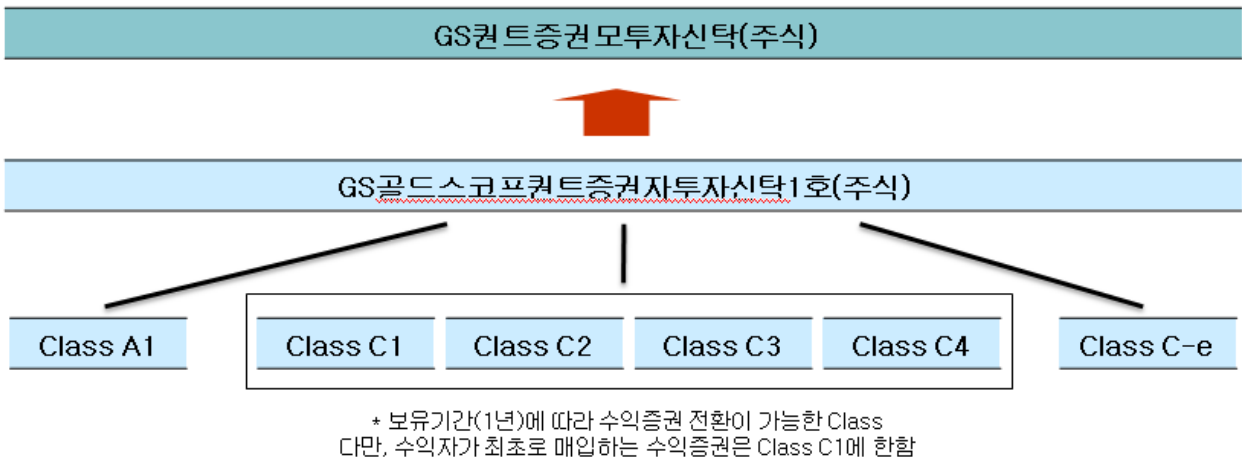 GS퀀트증권모투자신탁(주식)
GS골드스코프퀀트증권자투자신탁1호(주식)
Class A1
Class C1
Class C2
Class C3
Class C4
Class C-e
* 보유기간(1년)에 따라 수익증권 전환이 가능한 Class
다만, 수익자가 최초로 매입하는 수익증권은 Class C1에 한함